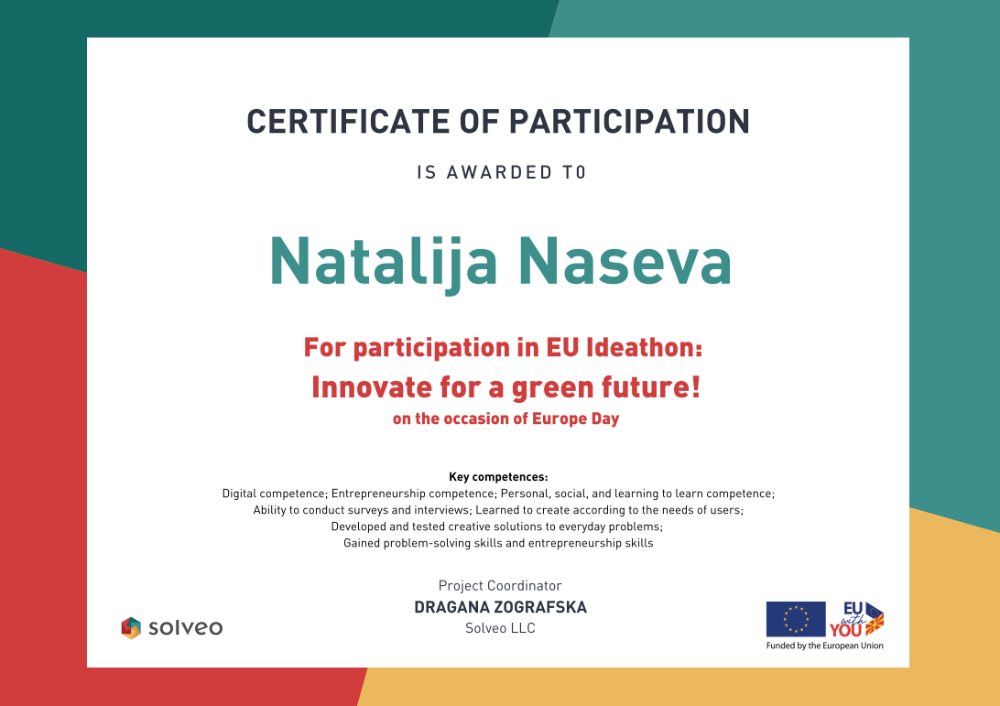 CERTIFICATE OF PARTICIPATION
IS AWARDED TO
Natalija Naseva
For participation in EU Ideathon:
Innovate for a green future!
on the occasion of Europe Day
Key competences:
Digital competence; Entrepreneurship competence; Personal, social, and learning to learn competence;
Ability to conduct surveys and interviews; Learned to create according to the needs of users;
Developed and tested creative solutions to everyday problems;
Gained problem-solving skills and entrepreneurship skills
Project Coordinator
DRAGANA ZOGRAFSKA
Solveo LLC
solveo
EU
with
YOU
Funded by the European Union